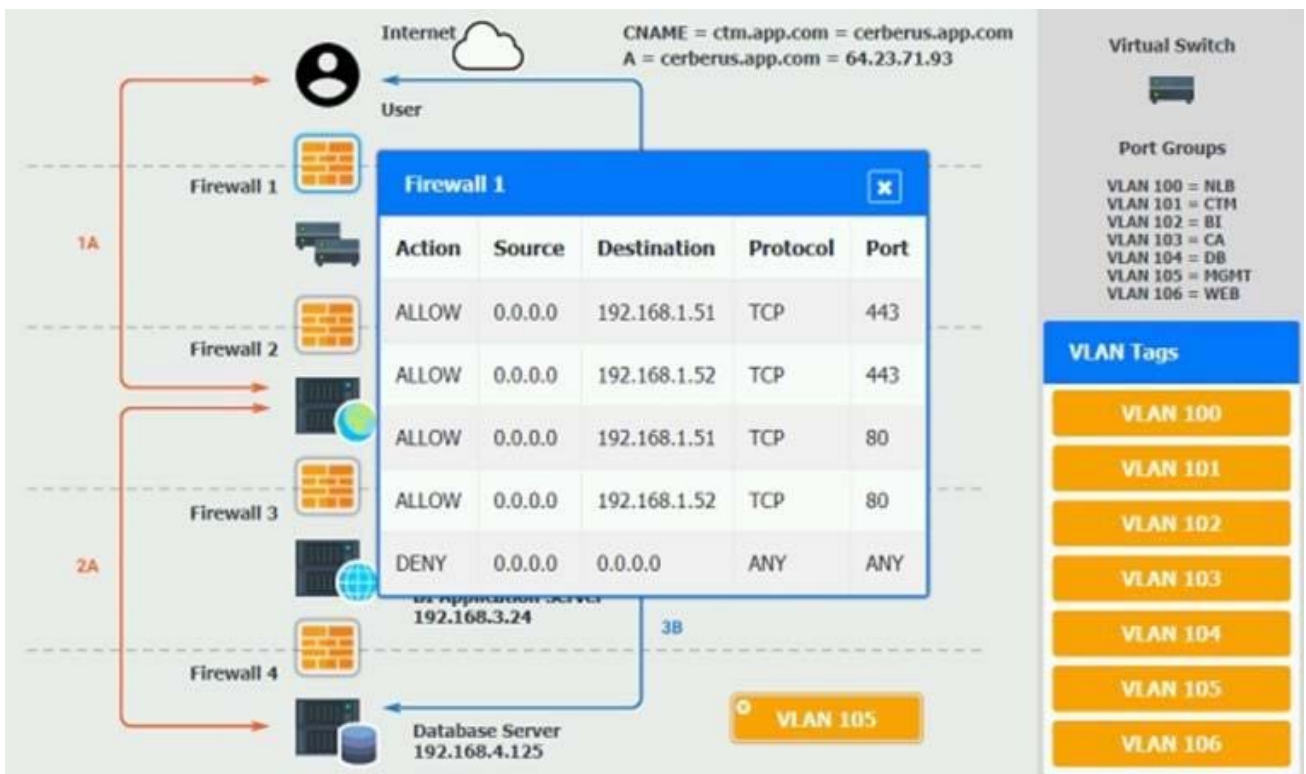 Internet
CNAME = ctm.app.com = cerberus.app.com
A = cerberus.app.com = 64.23.71.93
User
Firewall 1
1A
Firewall 2
Firewall 3
2A
Firewall 4
BI Application Server
192.168.3.24
3B
Database Server
192.168.4.125
VLAN 105
Firewall 1
Action Source Destination Protocol Port
ALLOW 0.0.0.0 192.168.1.51 TCP 443
ALLOW 0.0.0.0 192.168.1.52 TCP 443
ALLOW 0.0.0.0 192.168.1.51 TCP 80
ALLOW 0.0.0.0 192.168.1.52 TCP 80
DENY 0.0.0.0 0.0.0.0 ANY ANY
Virtual Switch
Port Groups
VLAN 100 = NLB
VLAN 101 = CTM
VLAN 102 = BI
VLAN 103 = CA
VLAN 104 = DB
VLAN 105 = MGMT
VLAN 106 = WEB
VLAN Tags
VLAN 100
VLAN 101
VLAN 102
VLAN 103
VLAN 104
VLAN 105
VLAN 106